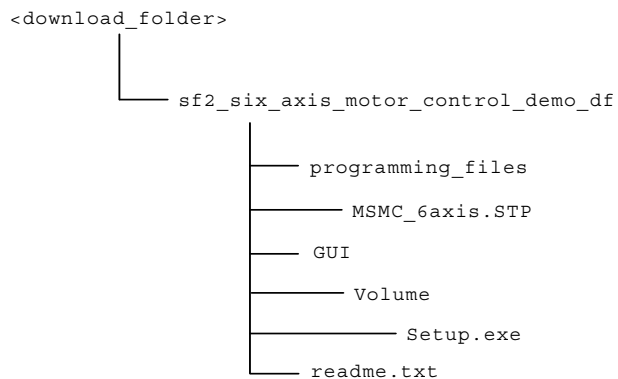 <download_folder>
sf2_six_axis_motor_control_demo_df
programming_files
MSMC_6axis.STP
GUI
Volume
Setup.exe
readme.txt